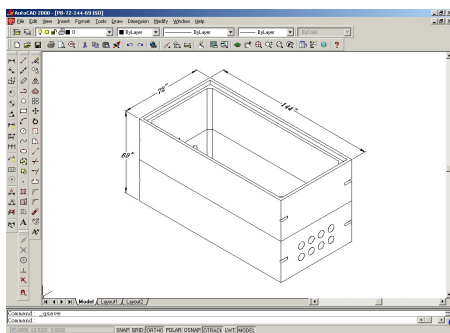 AutoCAD 2000 - [PB-72-144-69 ISO]
File Edit View Insert Format Tools Draw Dimension Modify Window Help
0 ByLayer ByLayer ByLayer ByColor
72"
144"
69"
A
Model Layout1 Layout2
Command: _qsave
Command:
SNAP GRID ORTHO POLAR OSNAP OTRACK LWT MODEL